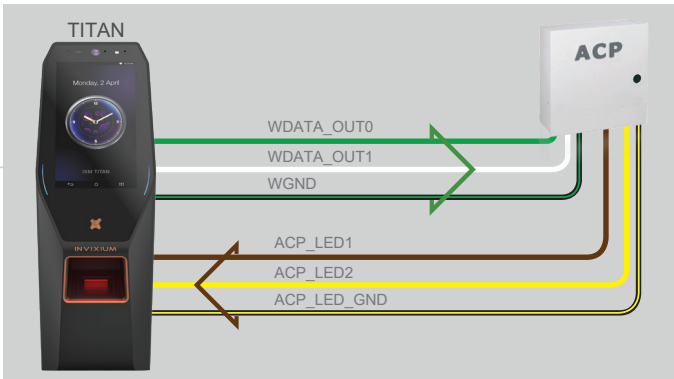 TITAN
ACP
Monday, 2 April
WDATA_OUT0
WDATA_OUT1
WGND
ACP_LED1
ACP_LED2
ACP_LED_GND
INVIXIUM